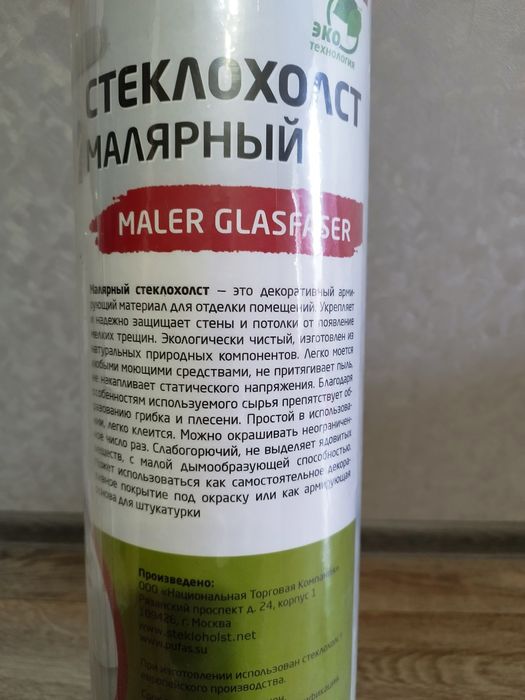 ЭКО
ТЕХНОЛОГИЯ
СТЕКЛОХОЛСТ
МАЛЯРНЫЙ
MALER GLASFASER
Малярный стеклохолст – это декоративный арми-
рующий материал для отделки помещений. Укрепляет
и надежно защищает стены и потолки от появление
мелких трещин. Экологически чистый, изготовлен из
натуральных природных компонентов. Легко моется
любыми моющими средствами, не притягивает пыль,
не накапливает статического напряжения. Благодаря
особенностям используемого сырья препятствует об-
разованию грибка и плесени. Простой в использова-
нии, легко клеится. Можно окрашивать неограничен-
ное число раз. Слабогорючий, не выделяет ядовитых
веществ, с малой дымообразующей способностью.
Может использоваться как самостоятельное декора-
тивное покрытие под окраску или как армирующая
основа для штукатурки
Произведено:
ООО «Национальная Торговая Компания»
Рязанский проспект д. 24, корпус 1
109428, г. Москва
www.stekloholst.net
www.pufas.su
При изготовлении использован стеклохолст
европейского производства.